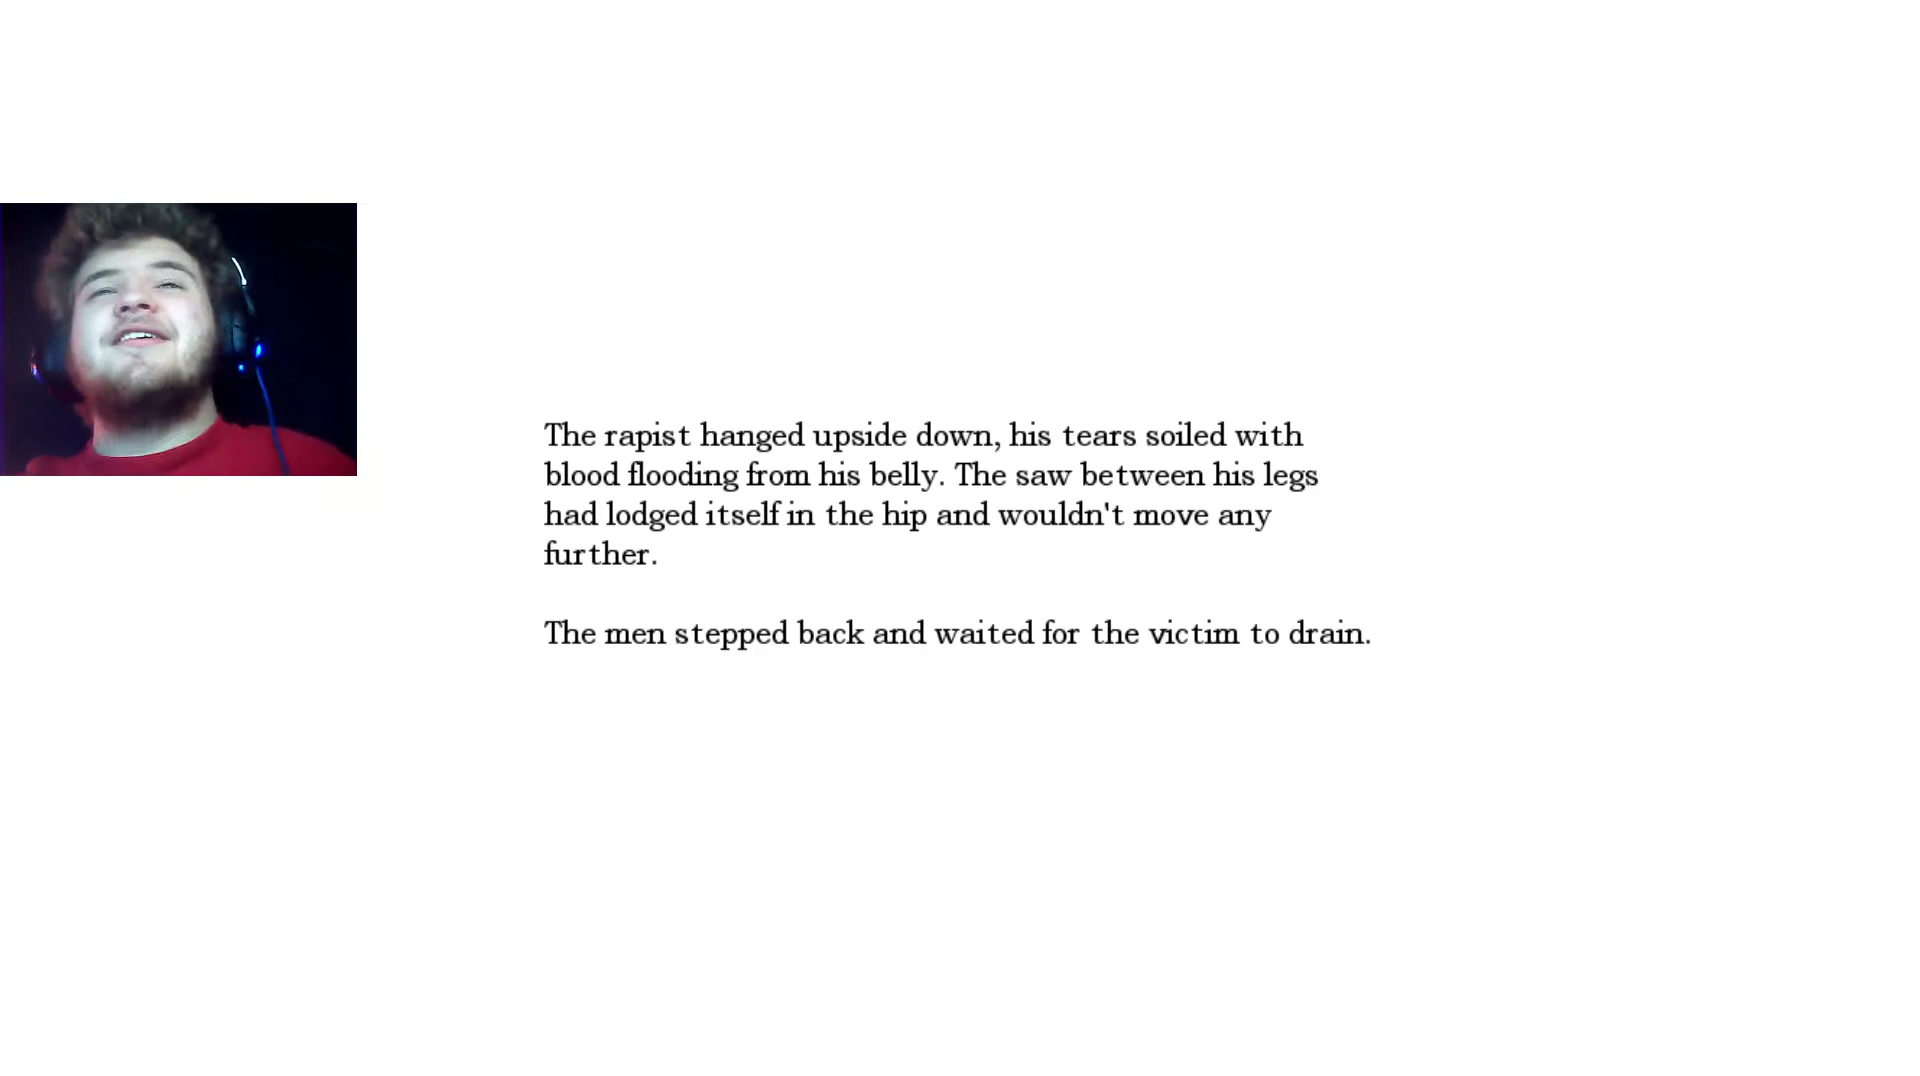 The rapist hanged upside down, his tears soiled with
blood flooding from his belly. The saw between his legs
had lodged itself in the hip and wouldn't move any
further.
The men stepped back and waited for the victim to drain.